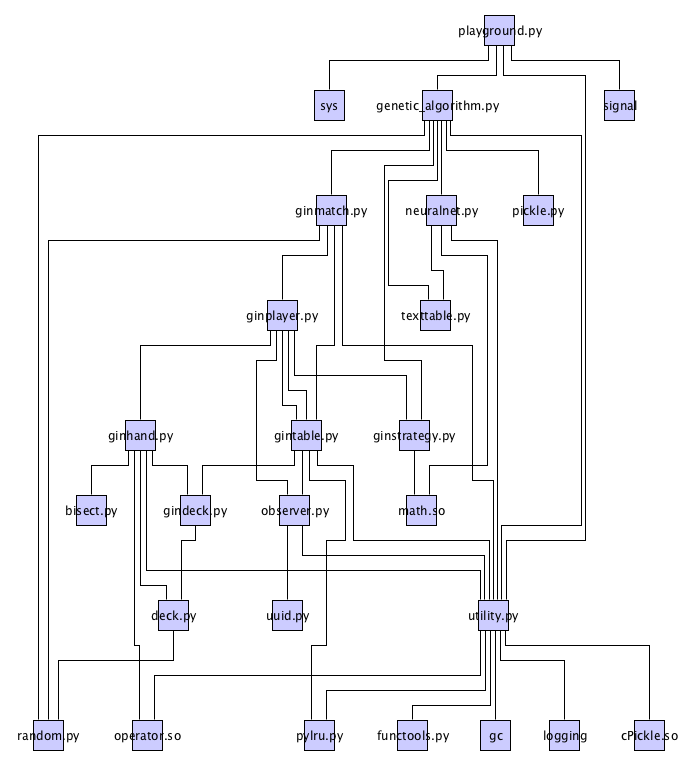 playground.py
sys
genetic_algorithm.py
signal
ginmatch.py
neuralnet.py
pickle.py
ginplayer.py
texttable.py
ginhand.py
gintable.py
ginstrategy.py
bisect.py
gindeck.py
observer.py
math.so
deck.py
uuid.py
utility.py
random.py
operator.so
pylru.py
functools.py
gc
logging
cPickle.so